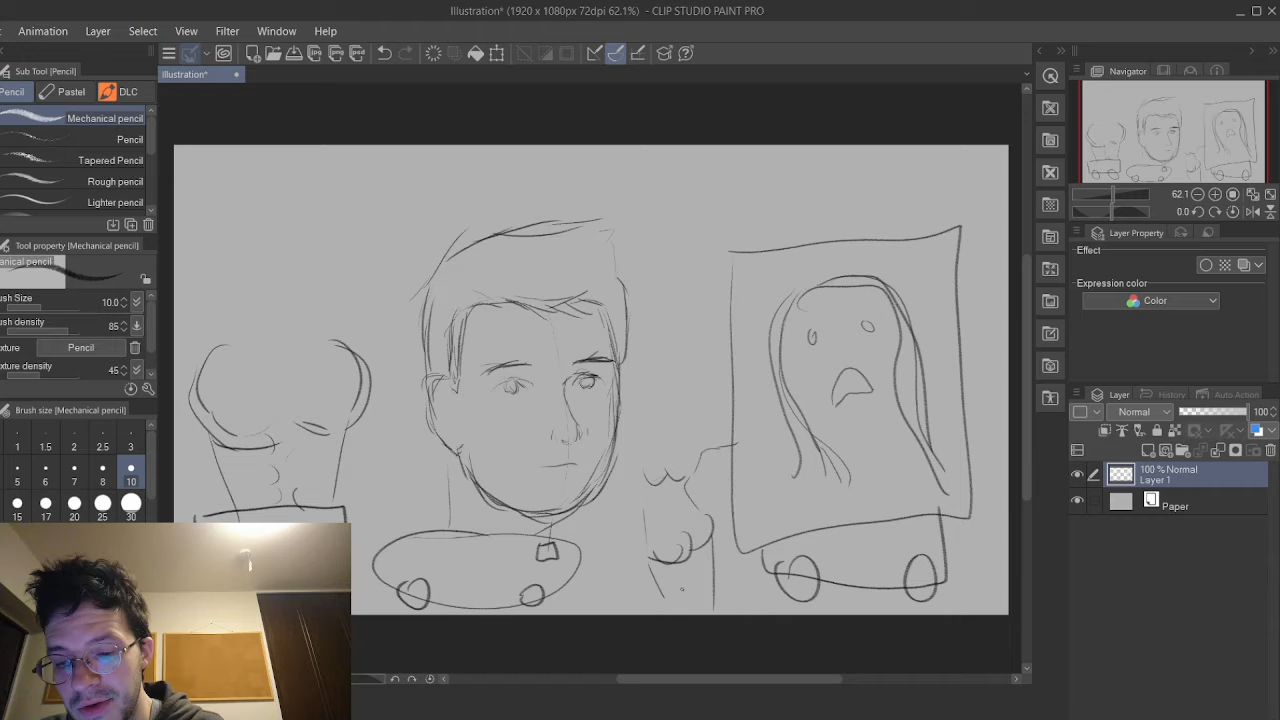 Illustration* (1920 x 1080px 72dpi 62.1%) - CLIP STUDIO PAINT PRO
Animation Layer Select View Filter Window Help
Sub Tool [Pencil]
Illustration*
Navigator
Pencil Pastel DLC
Mechanical pencil
Pencil
Tapered Pencil
Rough pencil
Lighter pencil
62.1
0.0
Tool property [Mechanical pencil]
Layer Property
Effect
Expression color
Color
Brush Size 10.0
Brush density 85
Texture Pencil
Texture density 45
Brush size [Mechanical pencil]
Layer History Auto Action
Normal 100
1 1.5 2 2.5 3
5 6 7 8 10
15 17 20 25 30
100 % Normal
Layer 1
Paper